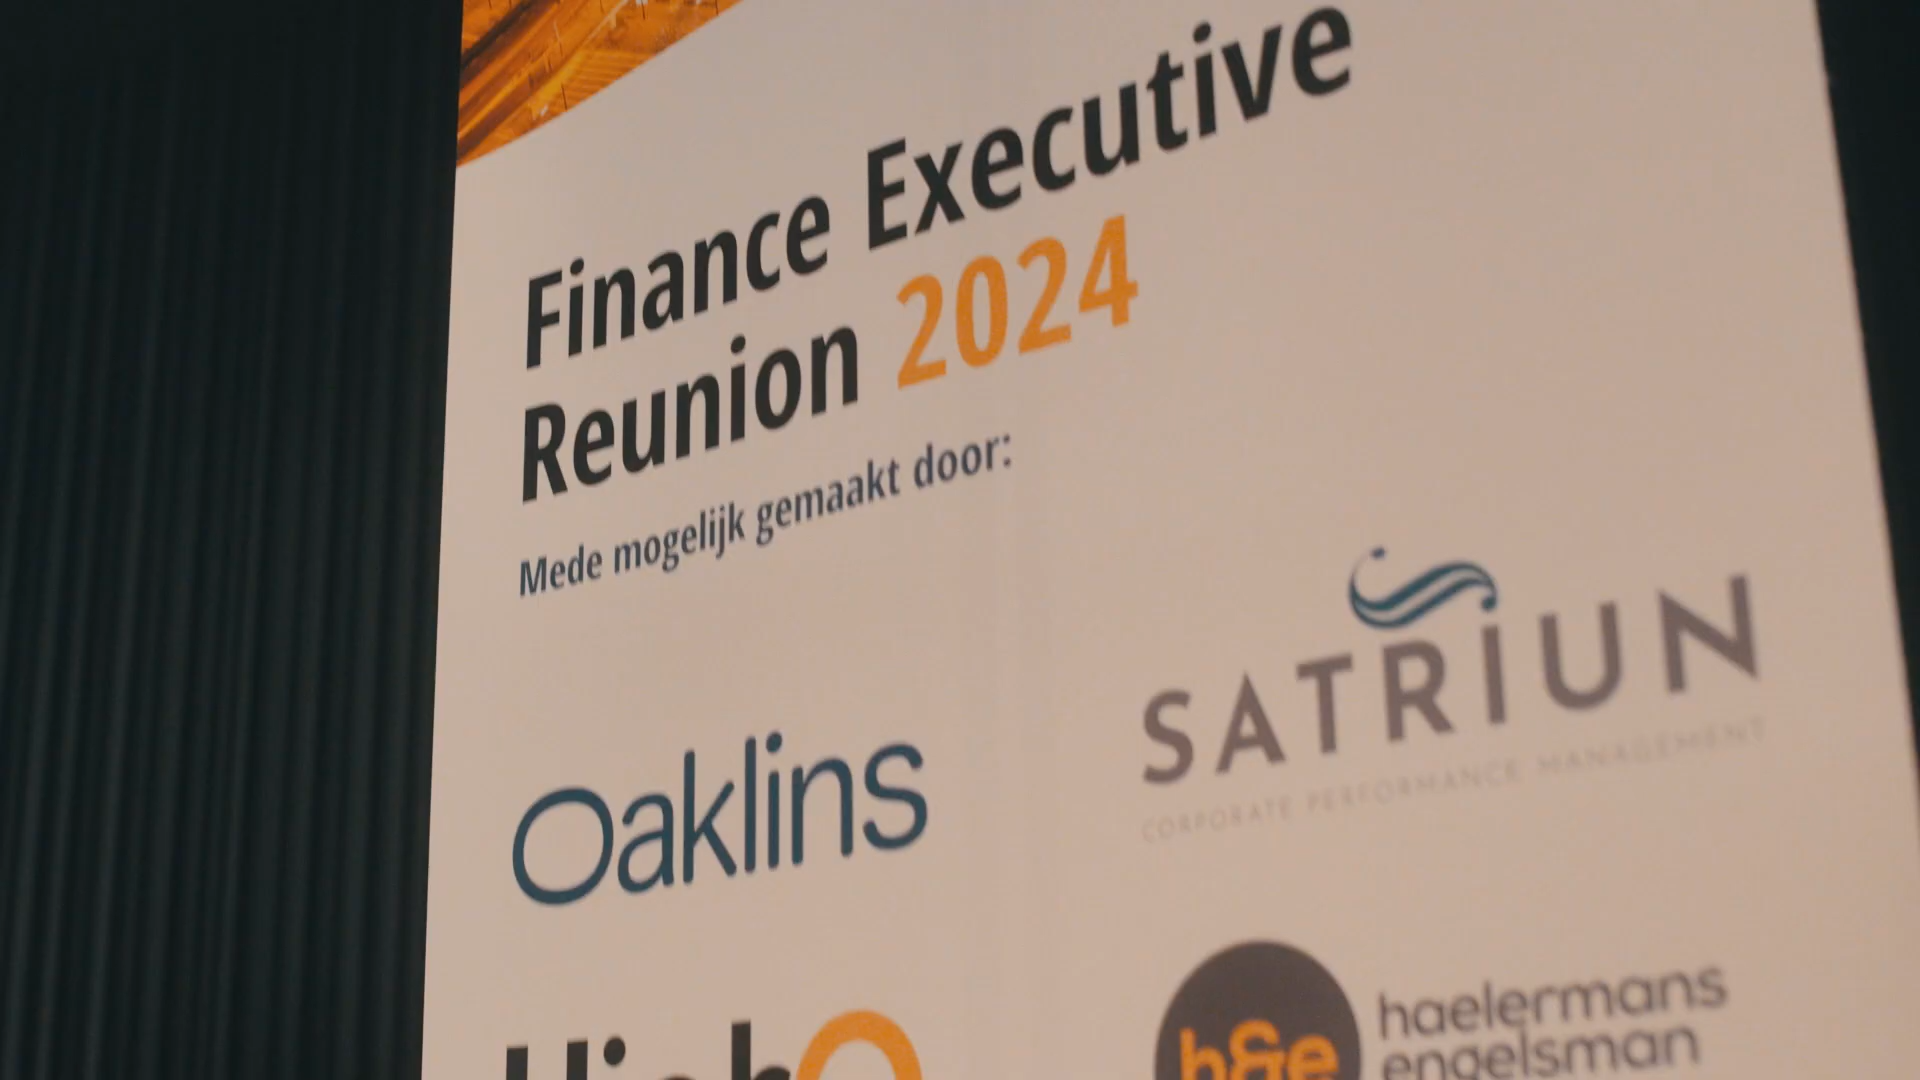 Finance Executive
Reunion 2024
Mede mogelijk gemaakt door:
SATRIUN
CORPORATE PERFORMANCE MANAGEMENT
Oaklins
h&e
haelermans
engelsman